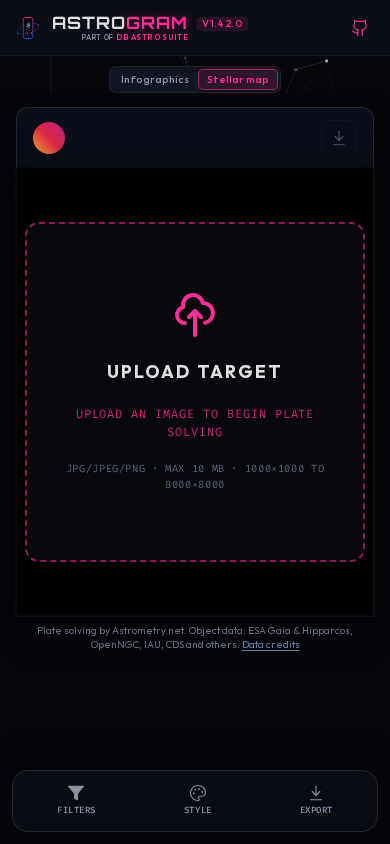 ASTROGRAM V1.42.0
PART OF DB ASTRO SUITE
Infographics Stellar map
UPLOAD TARGET
UPLOAD AN IMAGE TO BEGIN PLATE
SOLVING
JPG/JPEG/PNG · MAX 10 MB · 1000×1000 TO
8000×8000
Plate solving by Astrometry.net. Object data: ESA Gaia & Hipparcos,
OpenNGC, IAU, CDS and others. Data credits
FILTERS STYLE EXPORT